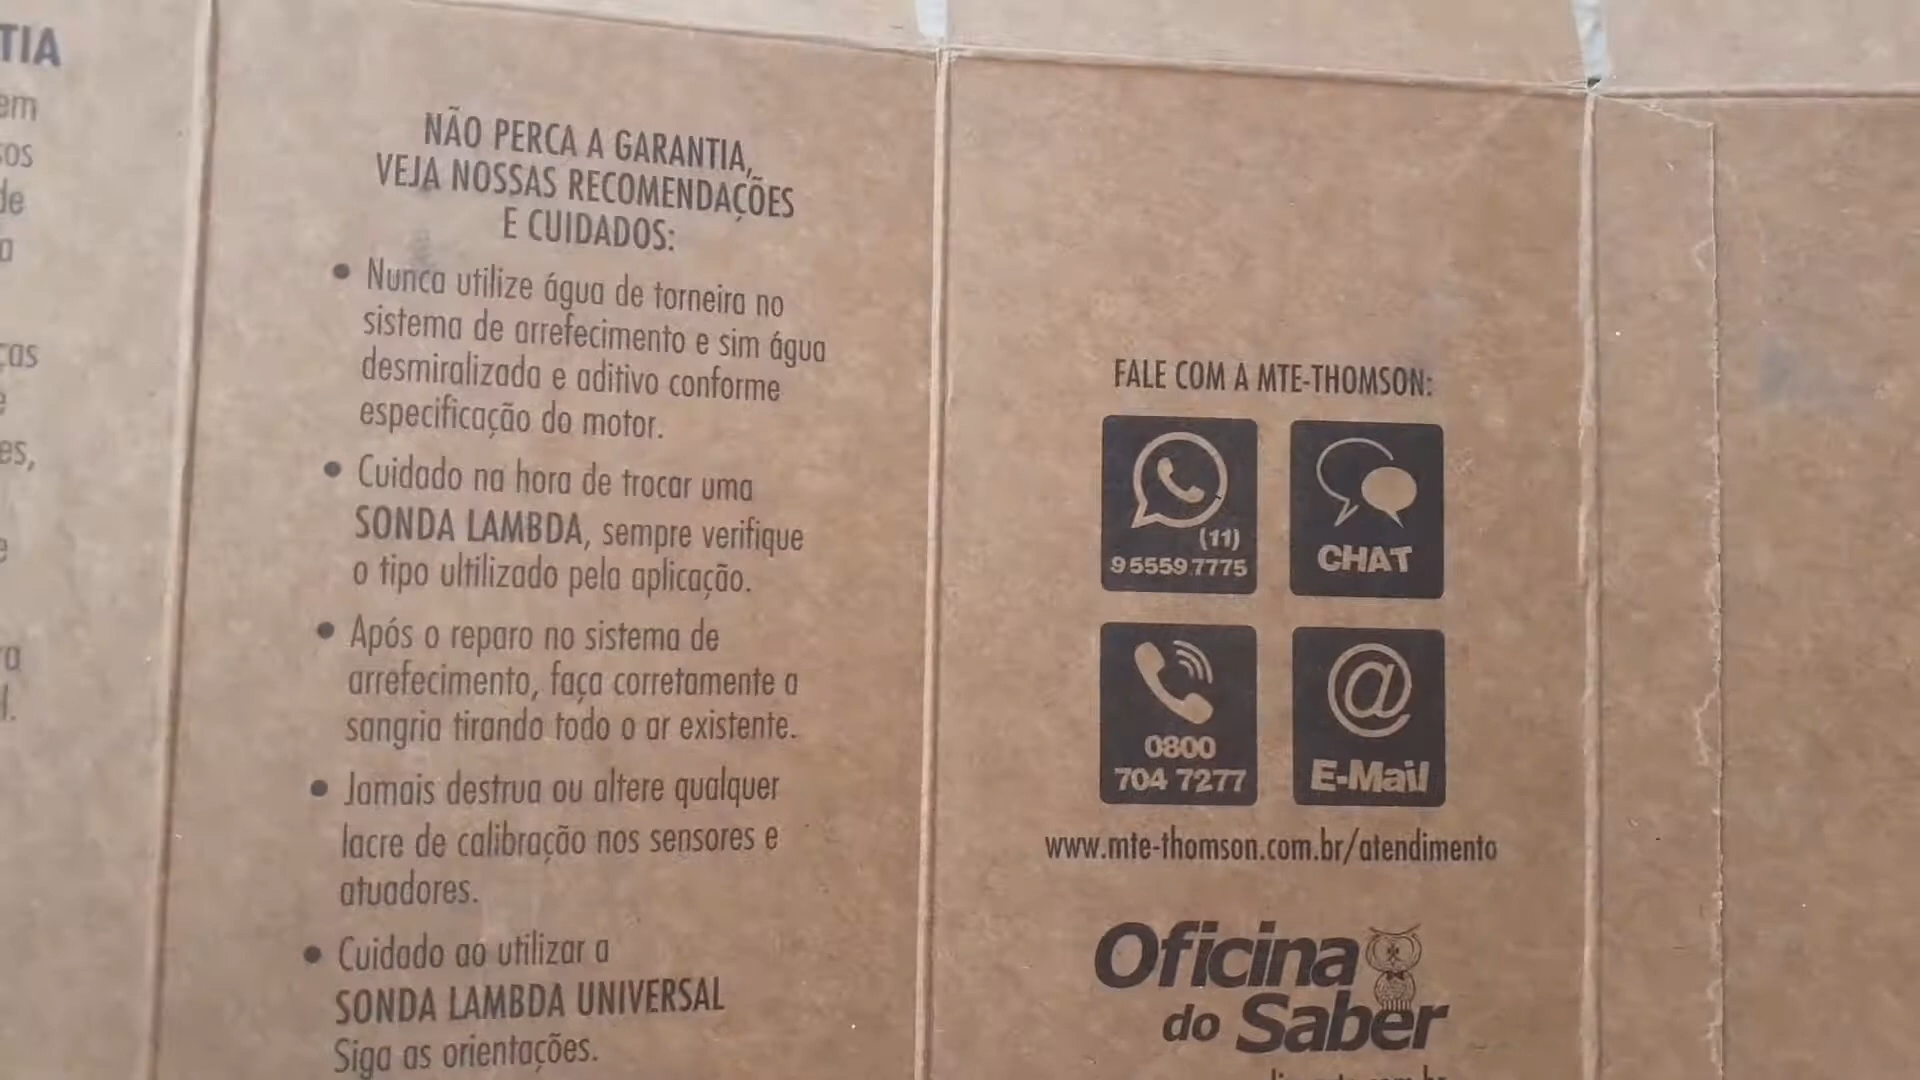 TIA
em
sos
de
a
ças
e
es,
e
ra
l.
NÃO PERCA A GARANTIA,
VEJA NOSSAS RECOMENDAÇÕES
E CUIDADOS:
• Nunca utilize água de torneira no
sistema de arrefecimento e sim água
desmiralizada e aditivo conforme
especificação do motor.
• Cuidado na hora de trocar uma
SONDA LAMBDA, sempre verifique
o tipo ultilizado pela aplicação.
• Após o reparo no sistema de
arrefecimento, faça corretamente a
sangria tirando todo o ar existente.
• Jamais destrua ou altere qualquer
lacre de calibração nos sensores e
atuadores.
• Cuidado ao utilizar a
SONDA LAMBDA UNIVERSAL
Siga as orientações.
FALE COM A MTE-THOMSON:
(11)
9 5559.7775
CHAT
0800
704 7277
E-Mail
www.mte-thomson.com.br/atendimento
Oficina
do Saber